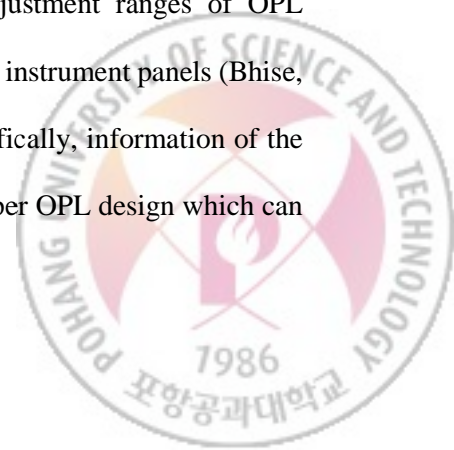 justment ranges of OPL
instrument panels (Bhise,
fically, information of the
per OPL design which can
POHANG UNIVERSITY OF SCIENCE AND TECHNOLOGY
1986
포항공과대학교